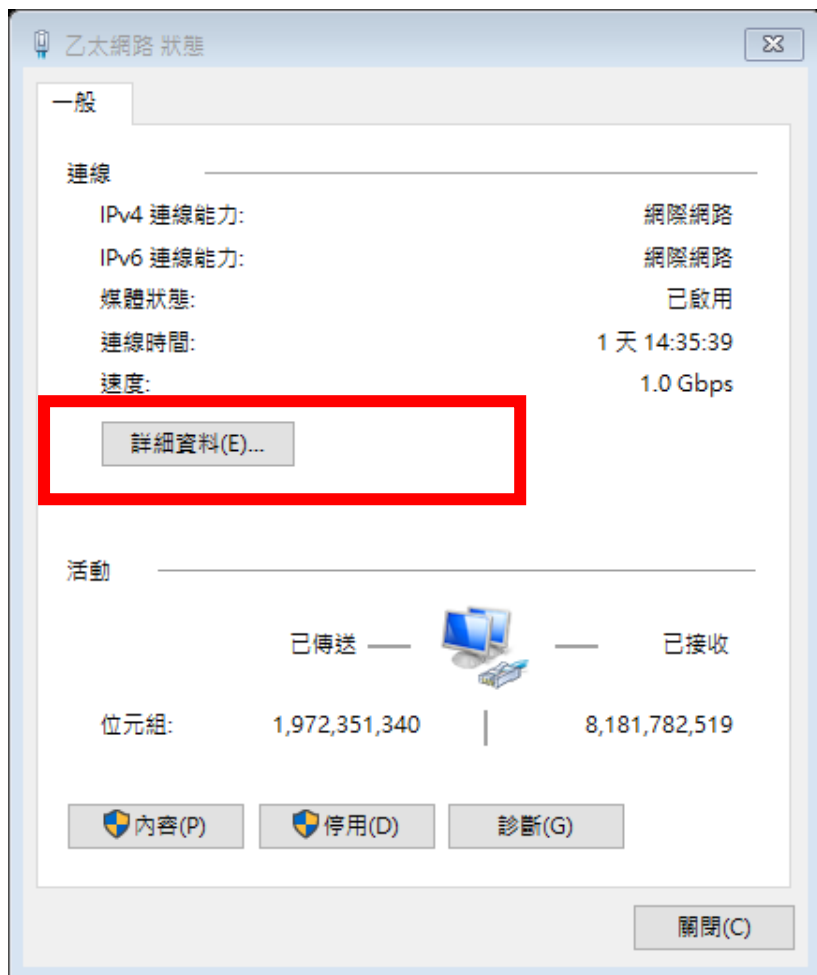 乙太網路 狀態
一般
連線
IPv4 連線能力: 網際網路
IPv6 連線能力: 網際網路
媒體狀態: 已啟用
連線時間: 1 天 14:35:39
速度: 1.0 Gbps
詳細資料(E)...
活動
已傳送 已接收
位元組: 1,972,351,340 8,181,782,519
內容(P) 停用(D) 診斷(G)
關閉(C)